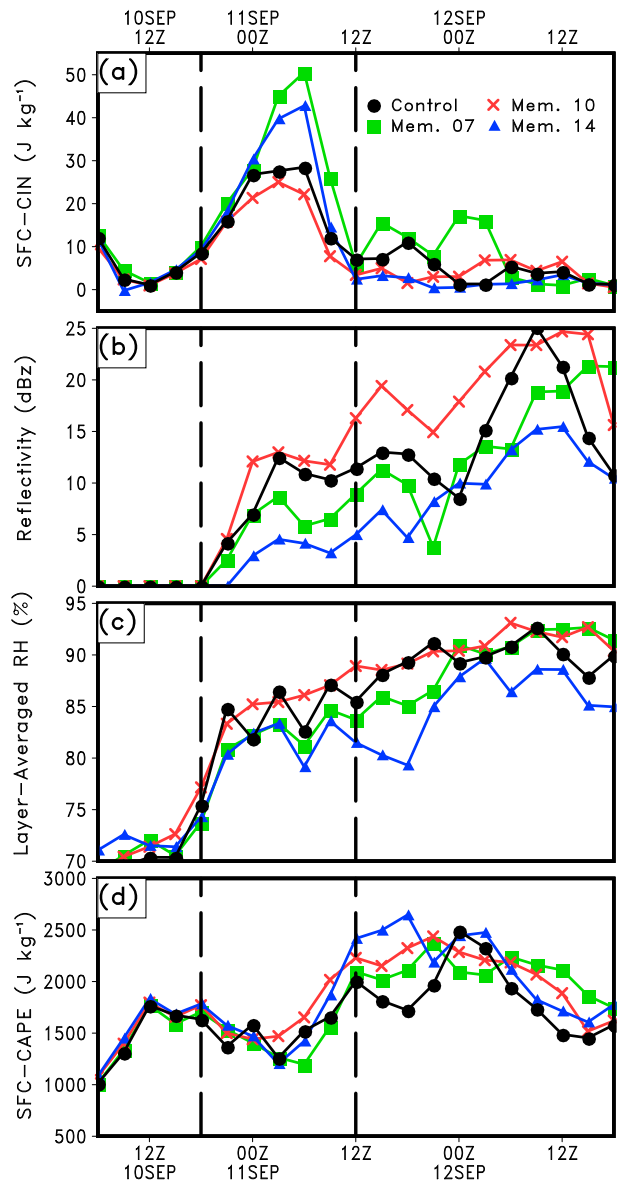 10SEP 11SEP 12SEP
12Z 00Z 12Z 00Z 12Z
(a)
SFC−CIN (J kg⁻¹)
50
40
30
20
10
0
Control Mem. 10
Mem. 07 Mem. 14
(b)
Reflectivity (dBz)
25
20
15
10
5
0
(c)
Layer−Averaged RH (%)
95
90
85
80
75
70
(d)
SFC−CAPE (J kg⁻¹)
3000
2500
2000
1500
1000
500
12Z 00Z 12Z 00Z 12Z
10SEP 11SEP 12SEP